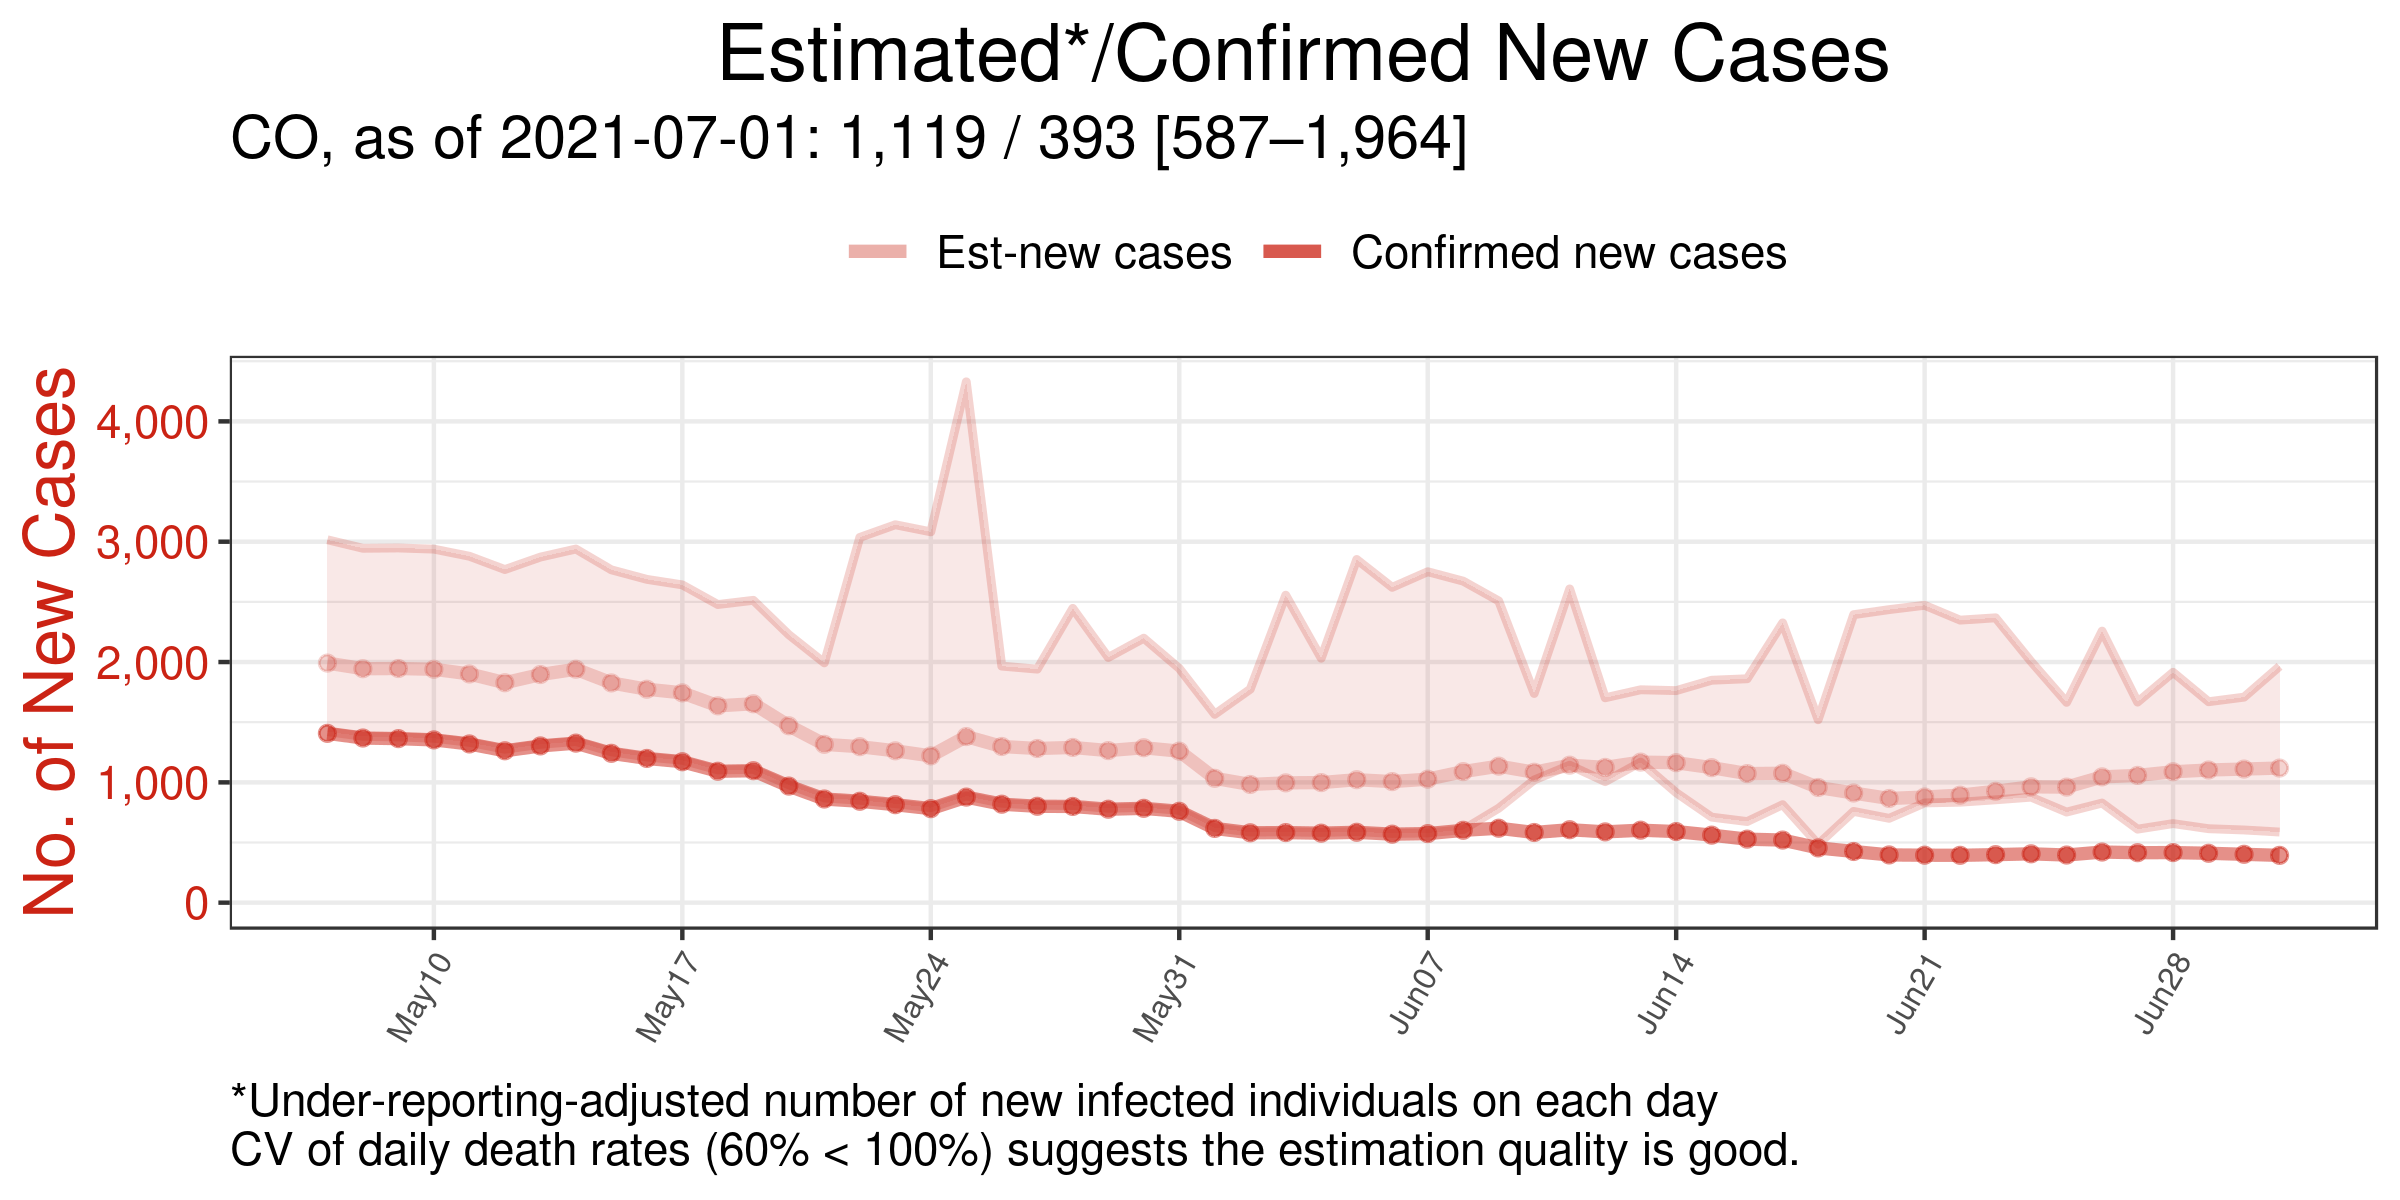 Estimated*/Confirmed New Cases
CO, as of 2021-07-01: 1,119 / 393 [587–1,964]
Est-new cases
Confirmed new cases
No. of New Cases
4,000
3,000
2,000
1,000
0
May10
May17
May24
May31
Jun07
Jun14
Jun21
Jun28
*Under-reporting-adjusted number of new infected individuals on each day
CV of daily death rates (60% < 100%) suggests the estimation quality is good.